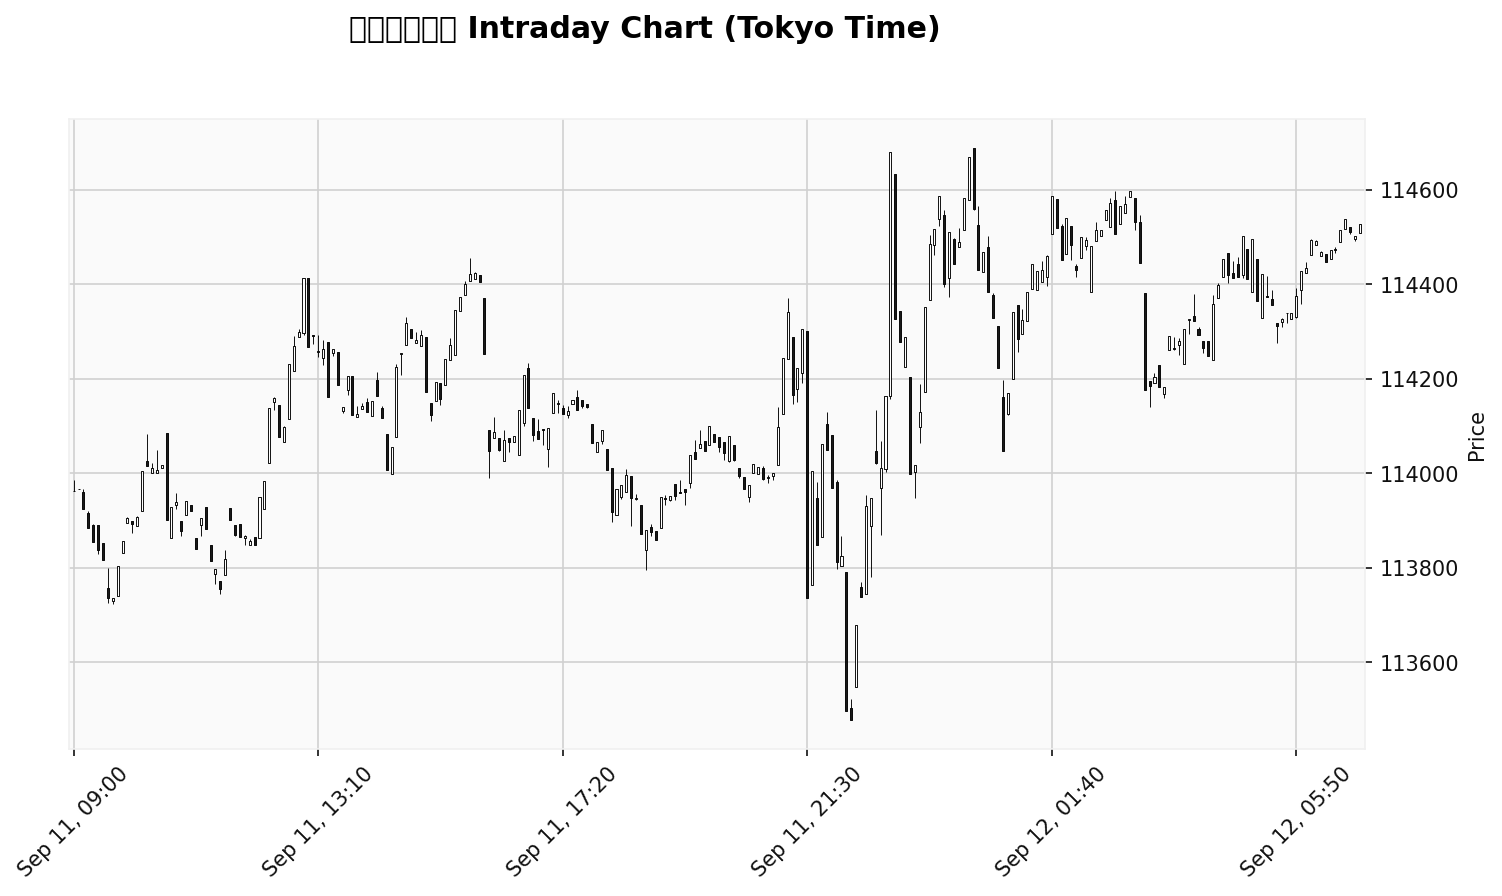 Intraday Chart (Tokyo Time)
114600
114400
114200
114000
113800
113600
Price
Sep 11, 09:00
Sep 11, 13:10
Sep 11, 17:20
Sep 11, 21:30
Sep 12, 01:40
Sep 12, 05:50